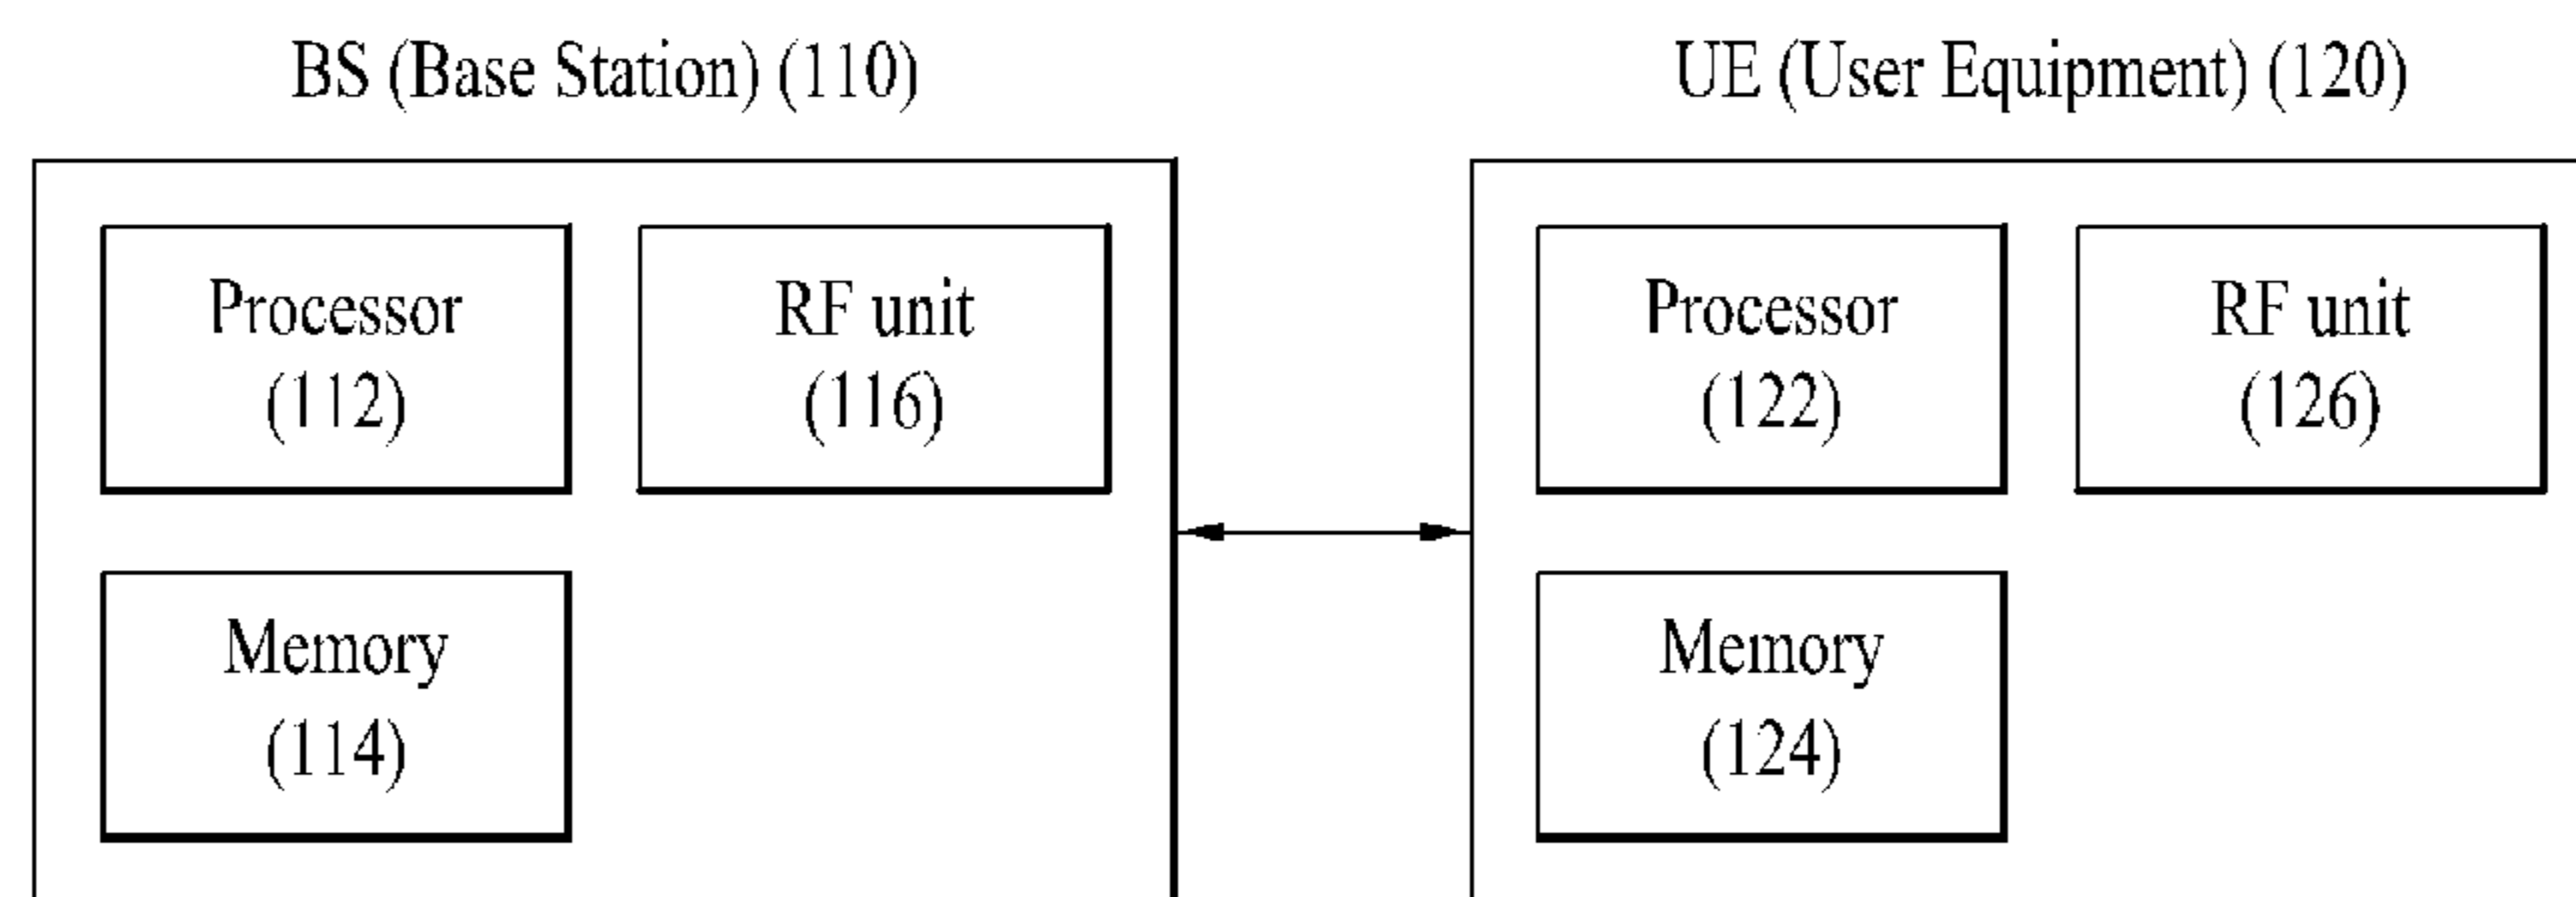 BS (Base Station) (110)
Processor
(112)
RF unit
(116)
Memory
(114)
UE (User Equipment) (120)
Processor
(122)
RF unit
(126)
Memory
(124)